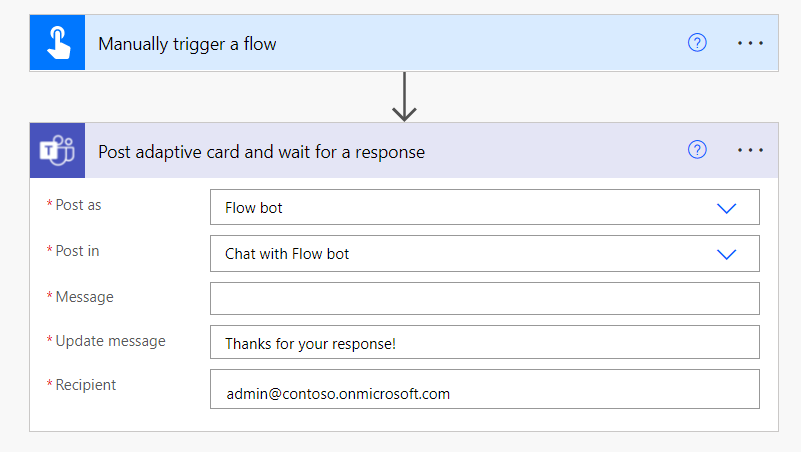 Manually trigger a flow
?
Post adaptive card and wait for a response
?
* Post as
Flow bot
* Post in
Chat with Flow bot
* Message
* Update message
Thanks for your response!
* Recipient
admin@contoso.onmicrosoft.com